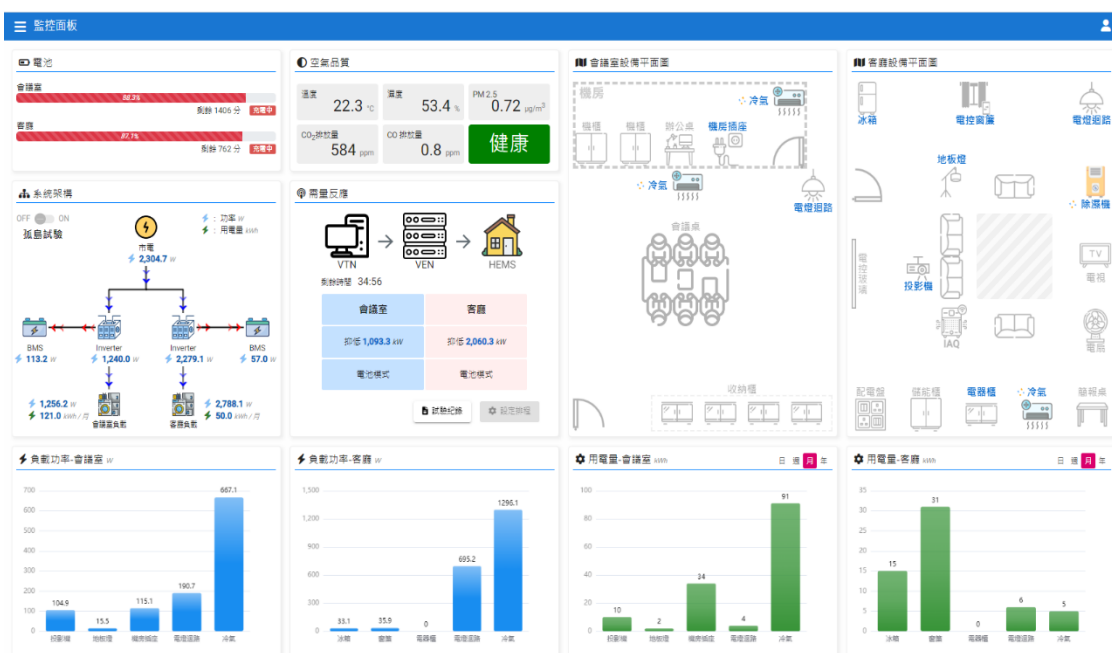 監控面板
電池
會議室
88.3%
剩餘 1406 分 充電中
客廳
87.1%
剩餘 762 分 充電中
空氣品質
溫度 22.3 °C
濕度 53.4 %
PM 2.5 0.72 μg/m³
CO₂排放量 584 ppm
CO 排放量 0.8 ppm
健康
系統架構
OFF ON
孤島試驗
: 功率 W
: 用電量 kWh
市電
2,304.7 W
BMS
113.2 W
Inverter
1,240.0 W
Inverter
2,279.1 W
BMS
57.0 W
1,256.2 W
121.0 kWh / 月
會議室負載
2,788.1 W
50.0 kWh / 月
客廳負載
需量反應
VTN
VEN
HEMS
剩餘時間 34:56
會議室 客廳
抑低 1,093.3 kW 抑低 2,060.3 kW
電池模式 電池模式
試驗紀錄 設定排程
會議室設備平面圖
機房
冷氣
機櫃 機櫃 辦公桌 機房插座
冷氣
電燈迴路
會議桌
收納櫃
客廳設備平面圖
冰箱
電控窗簾
電燈迴路
地板燈
除濕機
電控玻璃
投影機
TV
電視
IAQ
電扇
配電盤 儲能櫃 電器櫃 冷氣 簡報桌
負載功率-會議室 W
700
600
500
400
300
200
100
0
104.9
15.5
115.1
190.7
667.1
投影機 地板燈 機房插座 電燈迴路 冷氣
負載功率-客廳 W
1,500
1,200
900
600
300
0
33.1
35.9
0
695.2
1296.1
冰箱 窗簾 電器櫃 電燈迴路 冷氣
用電量-會議室 kWh
日 週 月 年
100
80
60
40
20
0
10
2
34
4
91
投影機 地板燈 機房插座 電燈迴路 冷氣
用電量-客廳 kWh
日 週 月 年
35
30
25
20
15
10
5
0
15
31
0
6
5
冰箱 窗簾 電器櫃 電燈迴路 冷氣